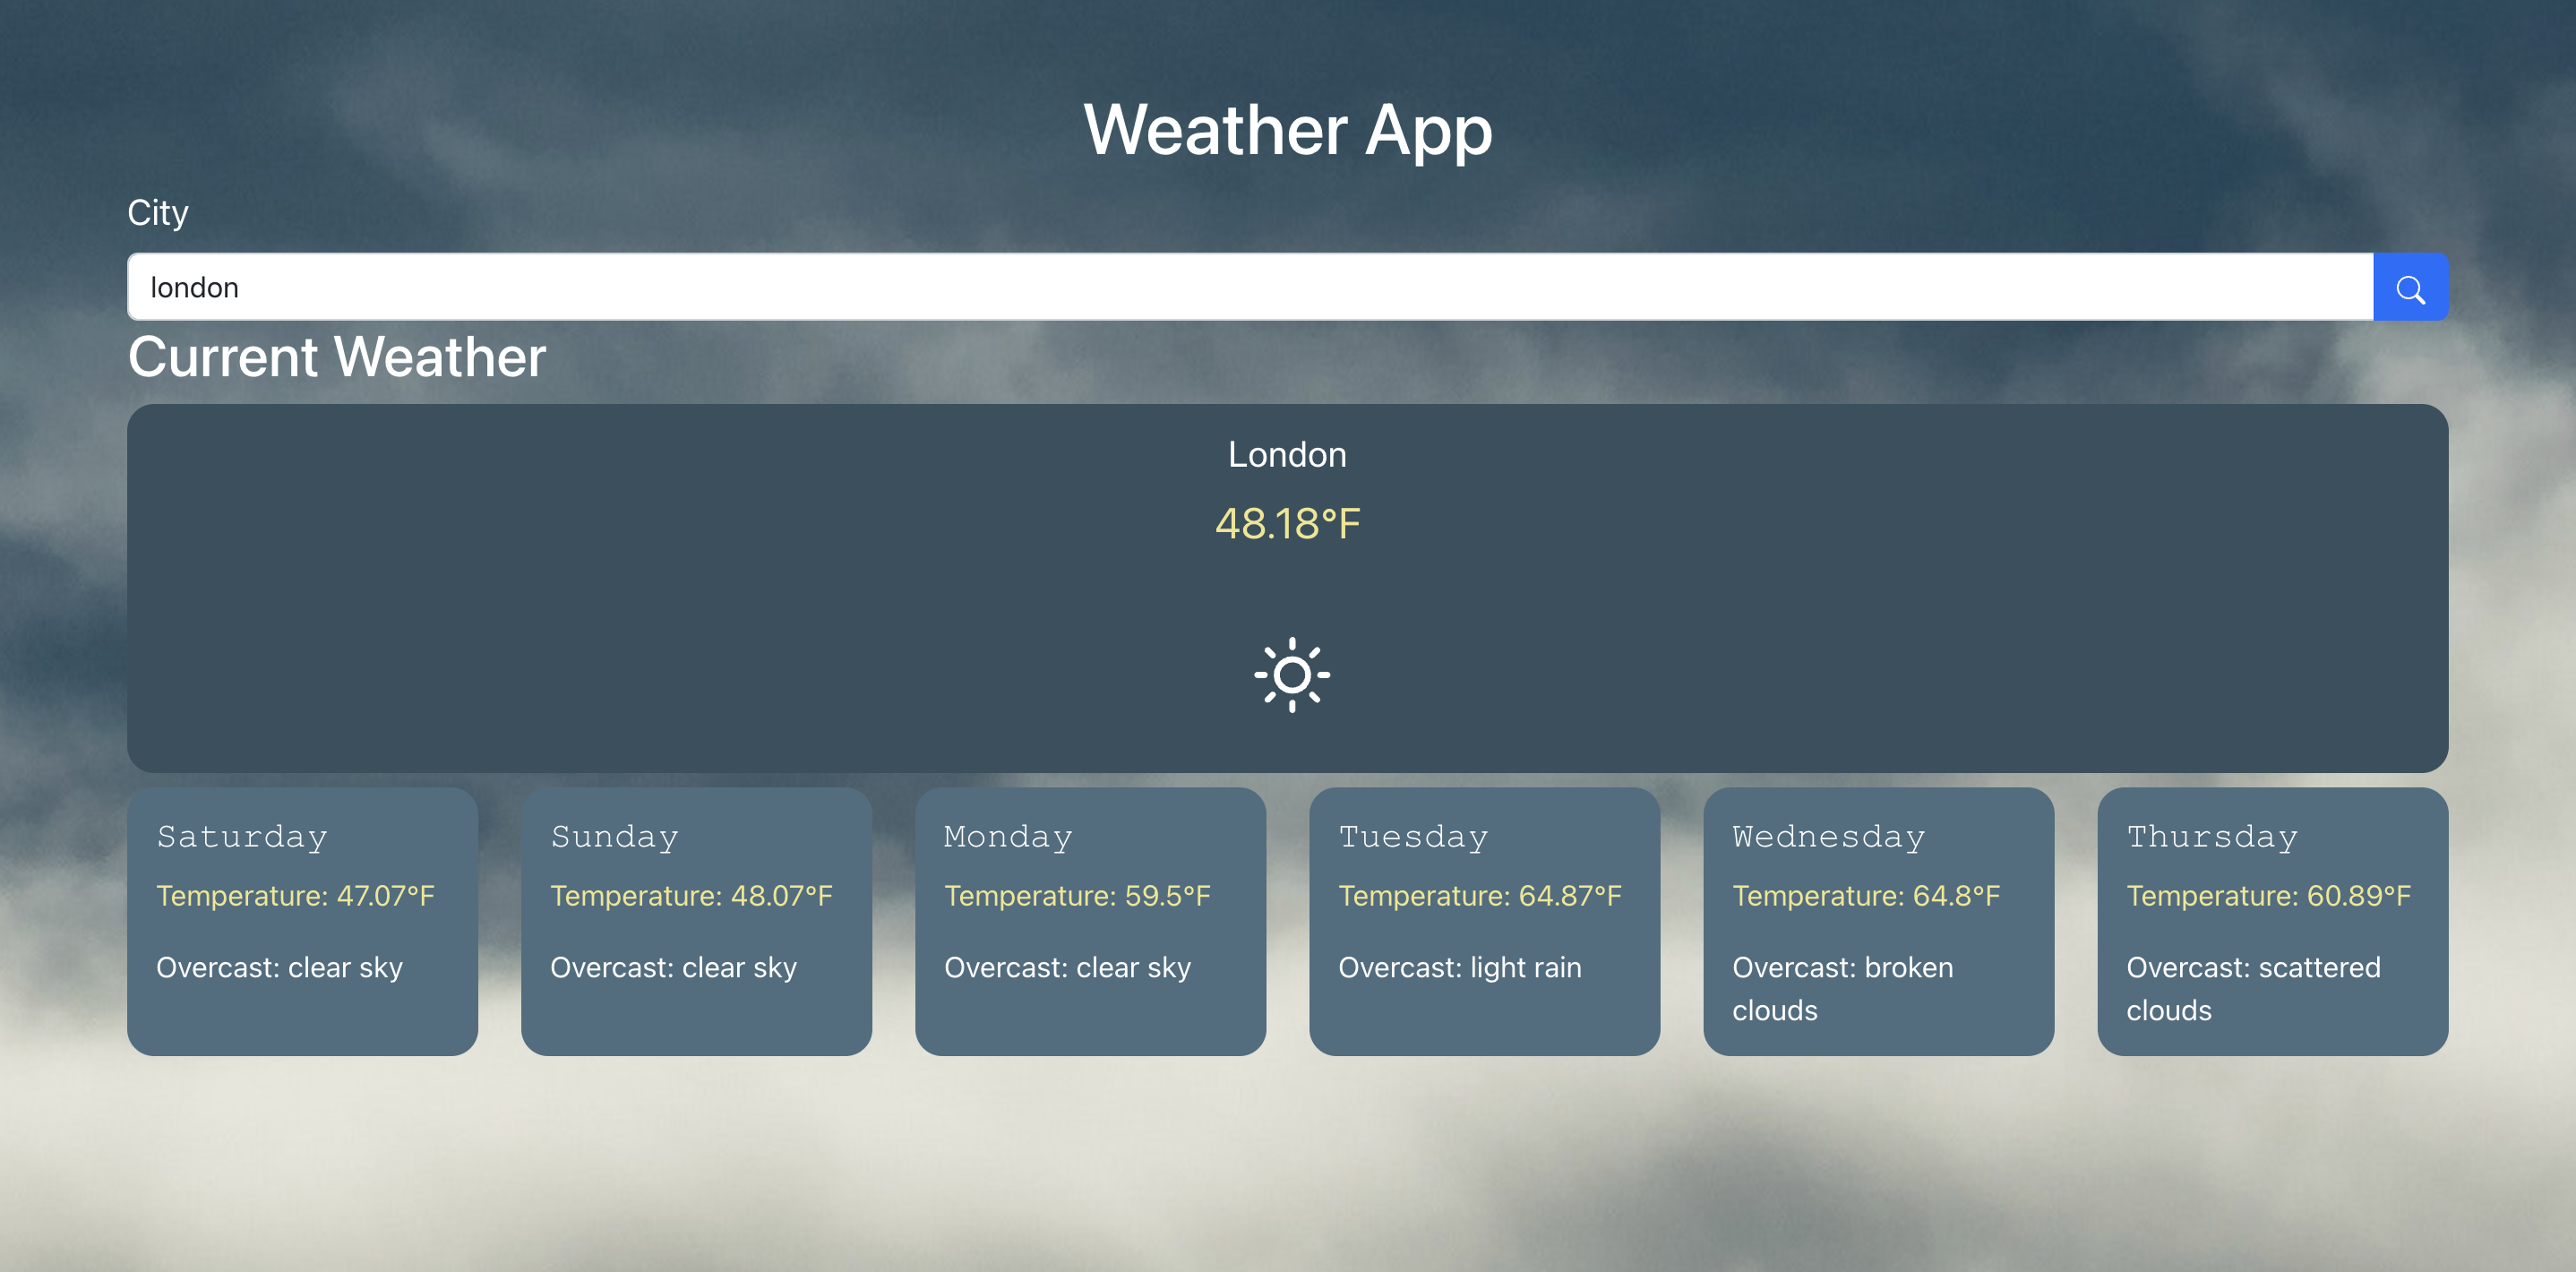 Weather App
City
london
Current Weather
London
48.18°F
Saturday
Temperature: 47.07°F
Overcast: clear sky
Sunday
Temperature: 48.07°F
Overcast: clear sky
Monday
Temperature: 59.5°F
Overcast: clear sky
Tuesday
Temperature: 64.87°F
Overcast: light rain
Wednesday
Temperature: 64.8°F
Overcast: broken
clouds
Thursday
Temperature: 60.89°F
Overcast: scattered
clouds